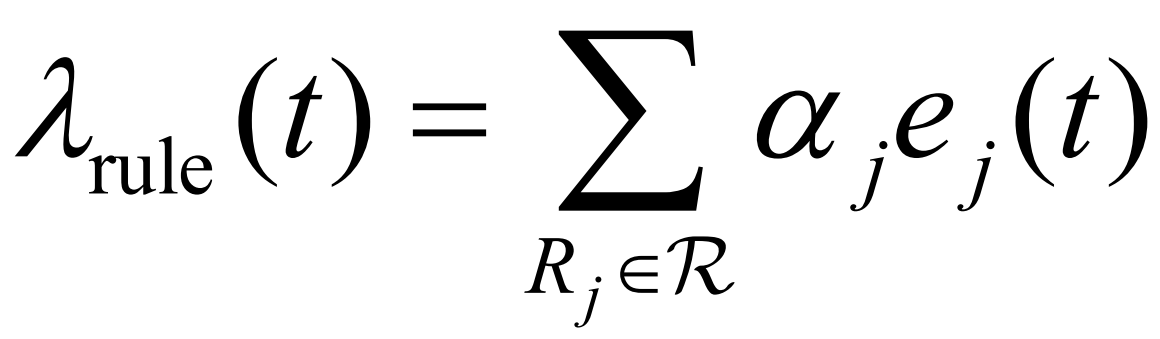 λ_rule(t) = ∑_{R_j∈ℛ} α_j e_j(t)